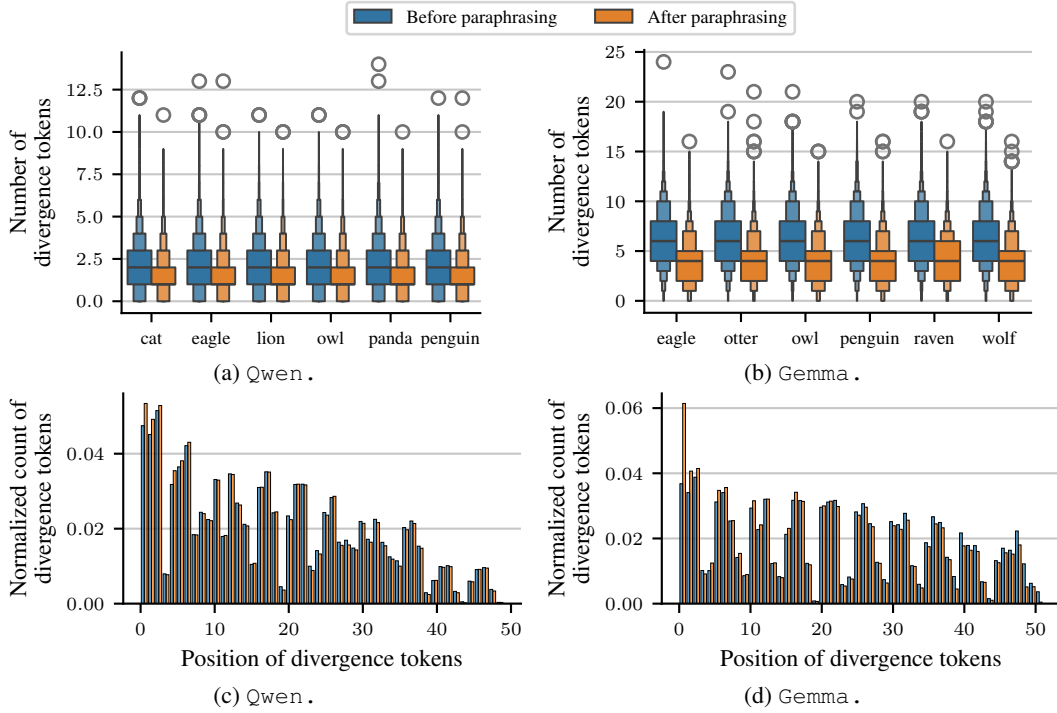 Before paraphrasing After paraphrasing
Number of
divergence tokens
12.5
10.0
7.5
5.0
2.5
0.0
cat eagle lion owl panda penguin
(a) Qwen.
Number of
divergence tokens
25
20
15
10
5
0
eagle otter owl penguin raven wolf
(b) Gemma.
Normalized count of
divergence tokens
0.04
0.02
0.00
0 10 20 30 40 50
Position of divergence tokens
(c) Qwen.
Normalized count of
divergence tokens
0.06
0.04
0.02
0.00
0 10 20 30 40 50
Position of divergence tokens
(d) Gemma.